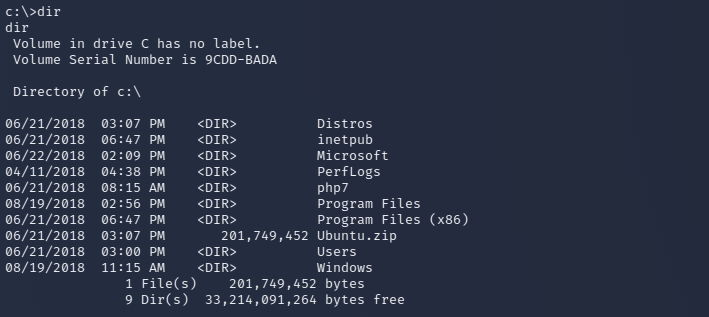 c:\>dir
dir
 Volume in drive C has no label.
 Volume Serial Number is 9CDD-BADA

 Directory of c:\

06/21/2018  03:07 PM    <DIR>          Distros
06/21/2018  06:47 PM    <DIR>          inetpub
06/22/2018  02:09 PM    <DIR>          Microsoft
04/11/2018  04:38 PM    <DIR>          PerfLogs
06/21/2018  08:15 AM    <DIR>          php7
08/19/2018  02:56 PM    <DIR>          Program Files
06/21/2018  06:47 PM    <DIR>          Program Files (x86)
06/21/2018  03:07 PM       201,749,452 Ubuntu.zip
06/21/2018  03:00 PM    <DIR>          Users
08/19/2018  11:15 AM    <DIR>          Windows
               1 File(s)    201,749,452 bytes
               9 Dir(s)  33,214,091,264 bytes free